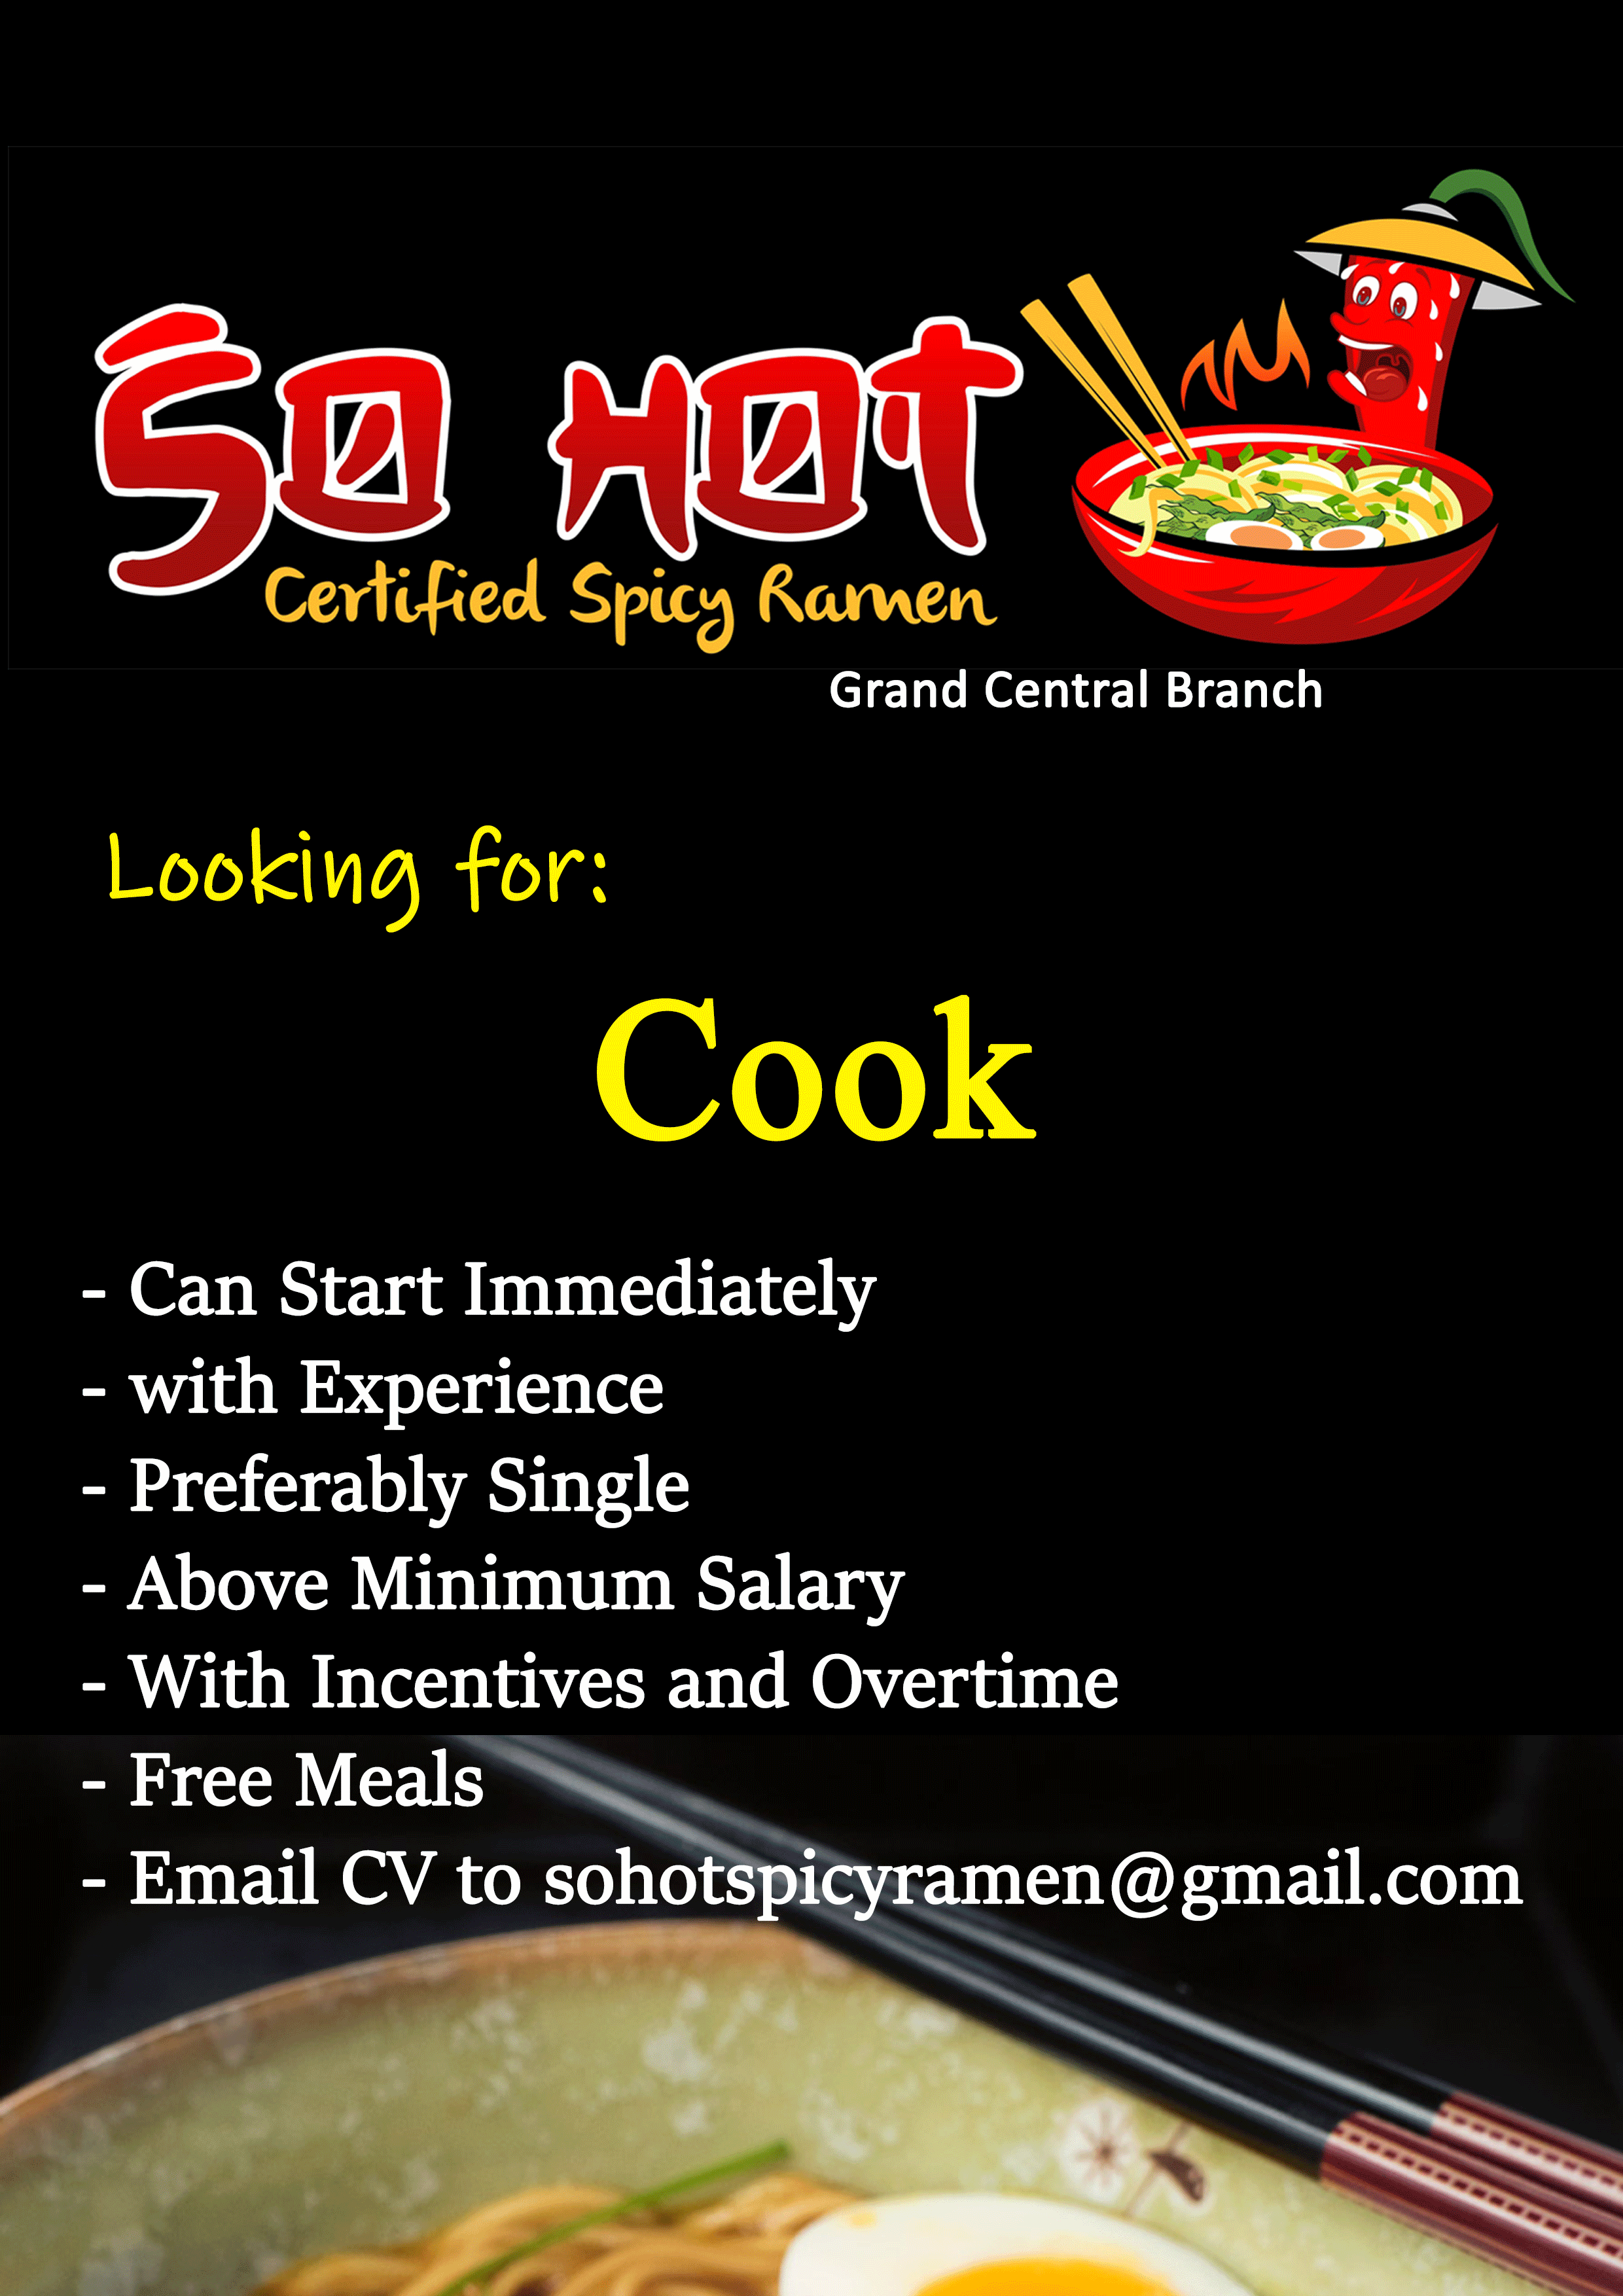 SO HOT
Certified Spicy Ramen
Grand Central Branch
Looking for:
Cook
- Can Start Immediately
- with Experience
- Preferably Single
- Above Minimum Salary
- With Incentives and Overtime
- Free Meals
- Email CV to sohotspicyramen@gmail.com